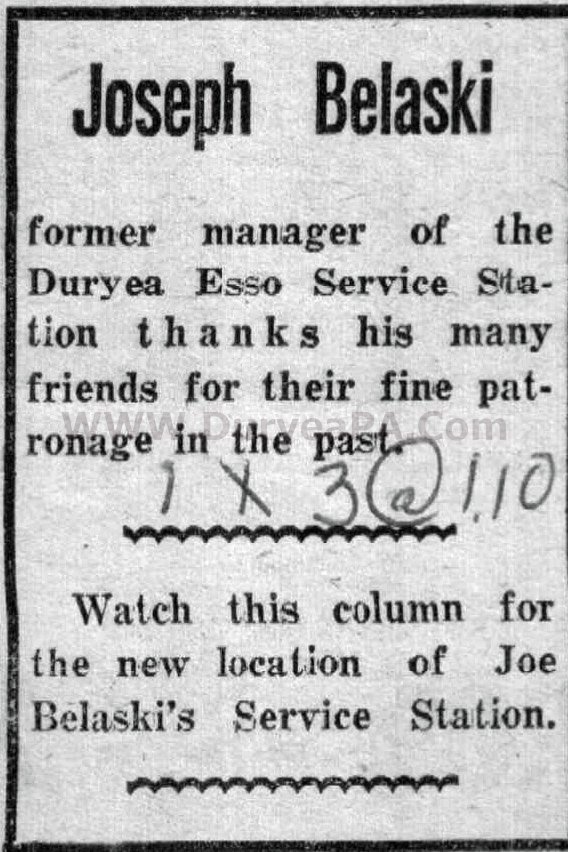 Joseph Belaski
former manager of the
Duryea Esso Service Sta-
tion thanks his many
friends for their fine pat-
WWW.DuryeaPA.Com
ronage in the past.
1 X 3 @ 1.10
Watch this column for
the new location of Joe
Belaski's Service Station.